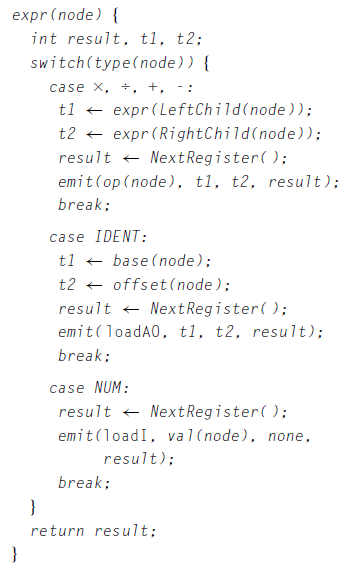 expr(node) {
int result, t1, t2;
switch(type(node)) {
case ×, ÷, +, -:
t1 ← expr(LeftChild(node));
t2 ← expr(RightChild(node));
result ← NextRegister();
emit(op(node), t1, t2, result);
break;
case IDENT:
t1 ← base(node);
t2 ← offset(node);
result ← NextRegister();
emit(loadAO, t1, t2, result);
break;
case NUM:
result ← NextRegister();
emit(loadI, val(node), none,
result);
break;
}
return result;
}